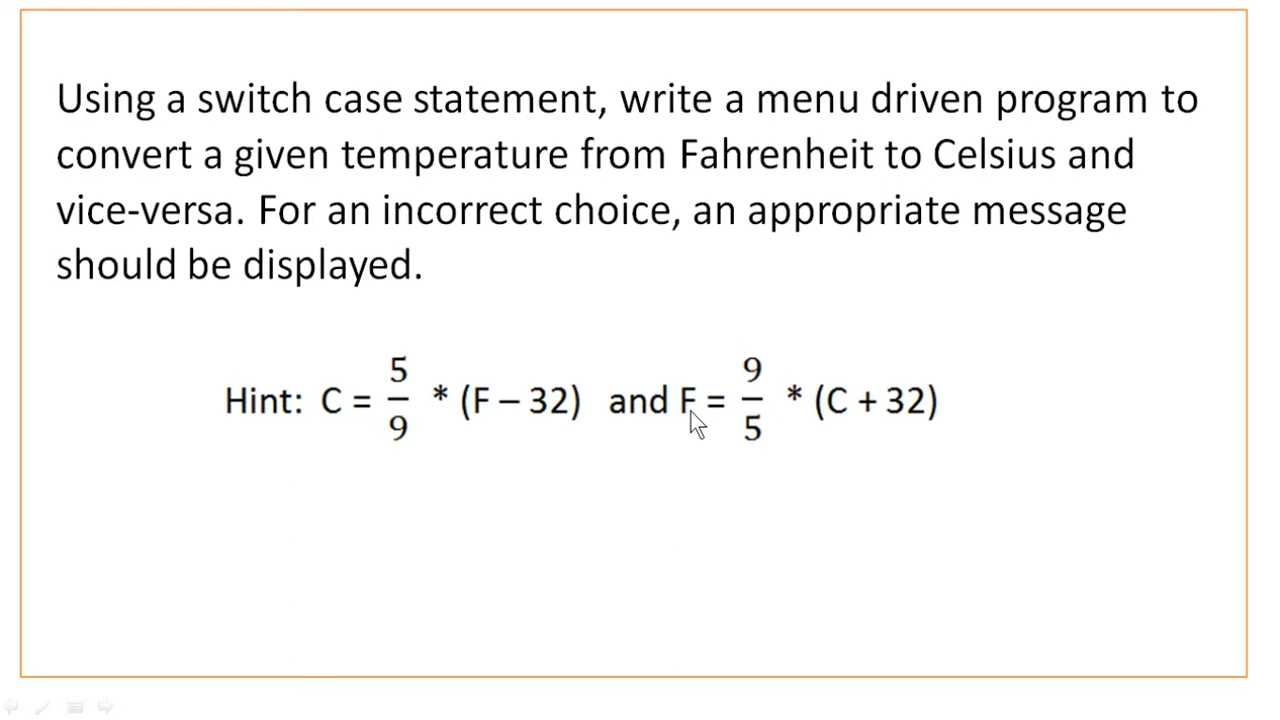 Using a switch case statement, write a menu driven program to
convert a given temperature from Fahrenheit to Celsius and
vice-versa. For an incorrect choice, an appropriate message
should be displayed.
Hint: C = 5/9 * (F – 32) and F = 9/5 * (C + 32)